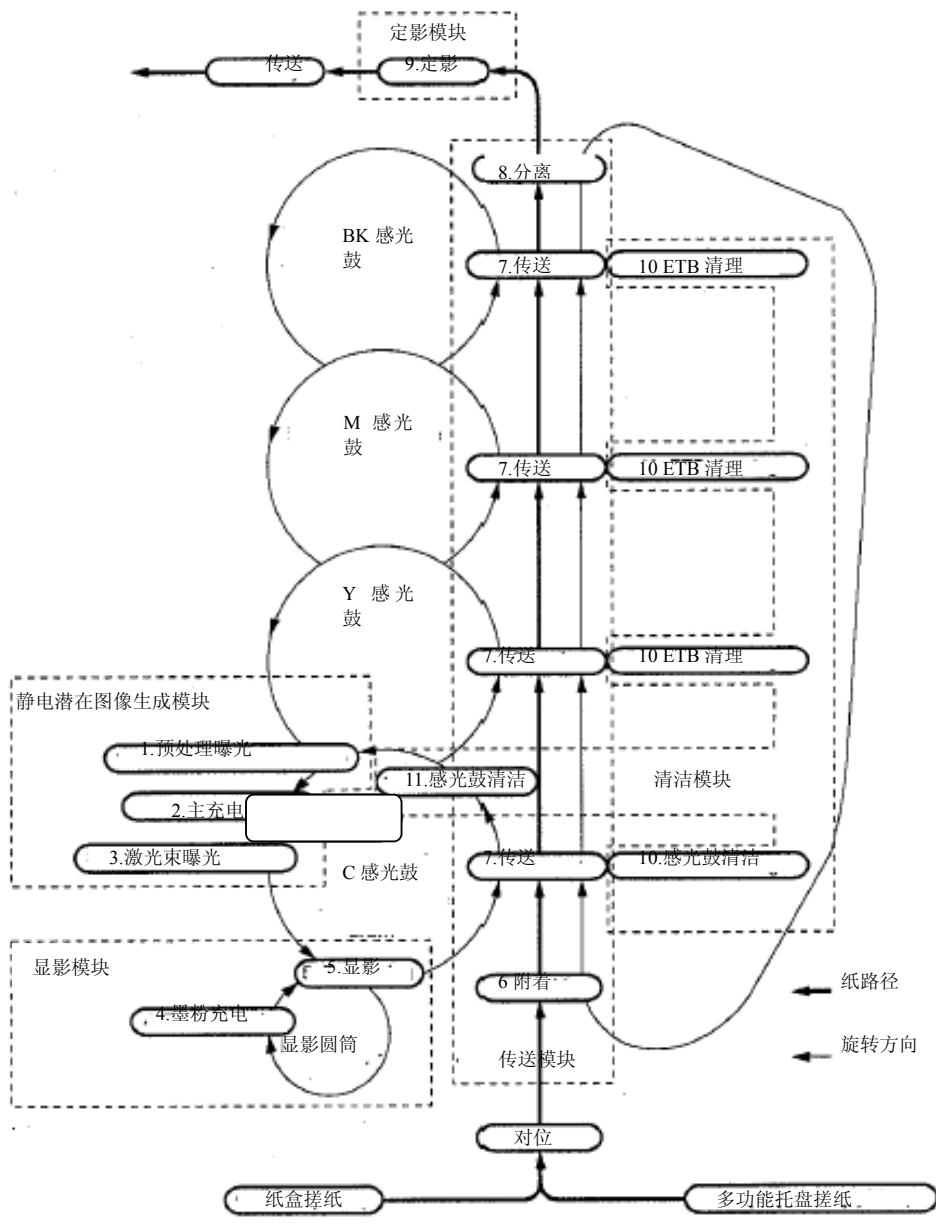 定影模块
传送
9.定影
8.分离
BK 感光
鼓
7.传送
10 ETB 清理
M 感光
鼓
7.传送
10 ETB 清理
Y 感光
鼓
7.传送
10 ETB 清理
静电潜在图像生成模块
1.预处理曝光
11.感光鼓清洁
清洁模块
2.主充电
3.激光束曝光
C 感光鼓
7.传送
10.感光鼓清洁
显影模块
5.显影
6 附着
纸路径
4.墨粉充电
显影圆筒
传送模块
旋转方向
对位
纸盒搓纸
多功能托盘搓纸